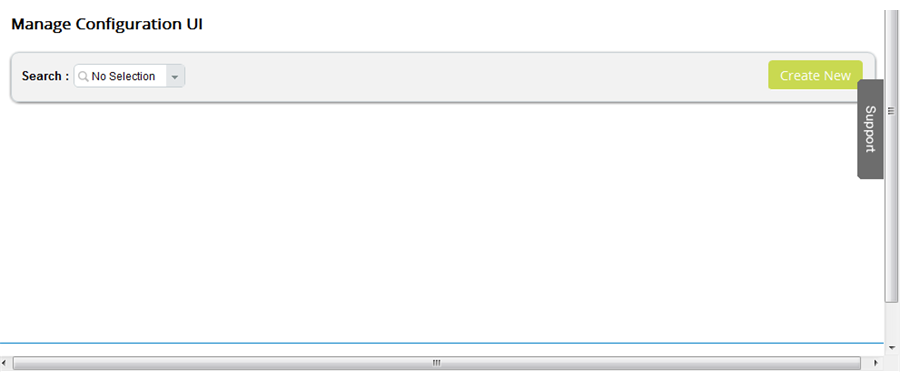 Manage Configuration UI
Search : No Selection
Create New
Support